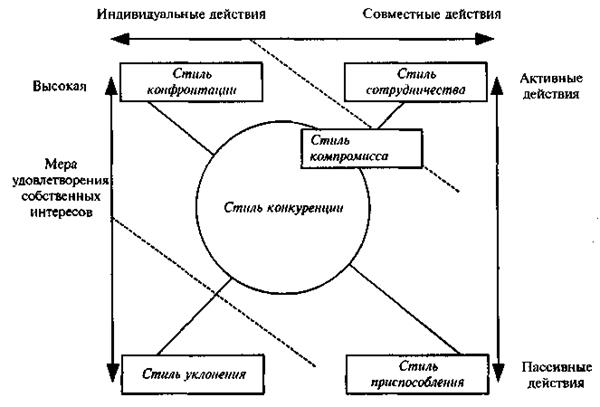 Индивидуальные действия
Совместные действия
Высокая
Стиль
конфронтации
Стиль
сотрудничества
Активные
действия
Стиль
компромисса
Мера
удовлетворения
собственных
интересов
Стиль конкуренции
Стиль уклонения
Стиль
приспособления
Пассивные
действия